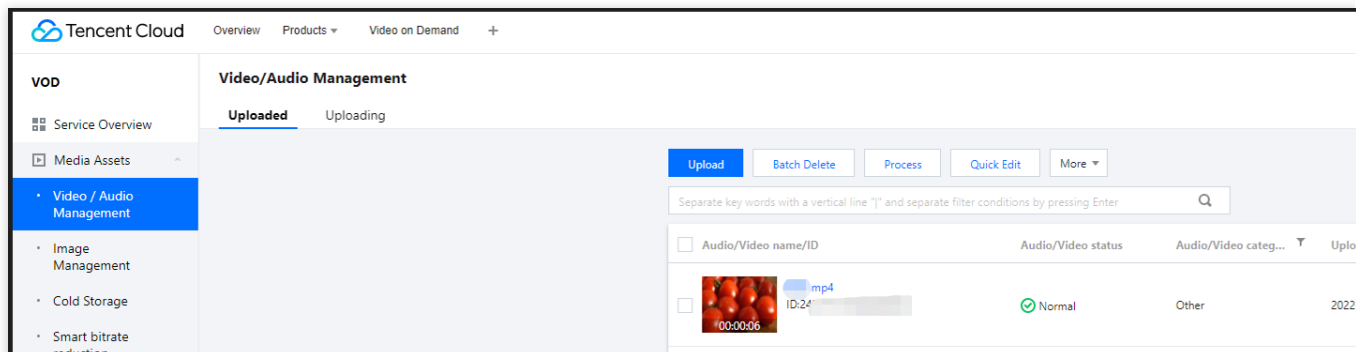 Tencent Cloud
Overview Products Video on Demand +
VOD
Service Overview
Media Assets
Video / Audio
Management
Image
Management
Cold Storage
Smart bitrate
Video/Audio Management
Uploaded Uploading
Upload Batch Delete Process Quick Edit More
Separate key words with a vertical line "|" and separate filter conditions by pressing Enter
Audio/Video name/ID Audio/Video status Audio/Video categ...
mp4
ID:24
00:00:06
Normal Other 2022